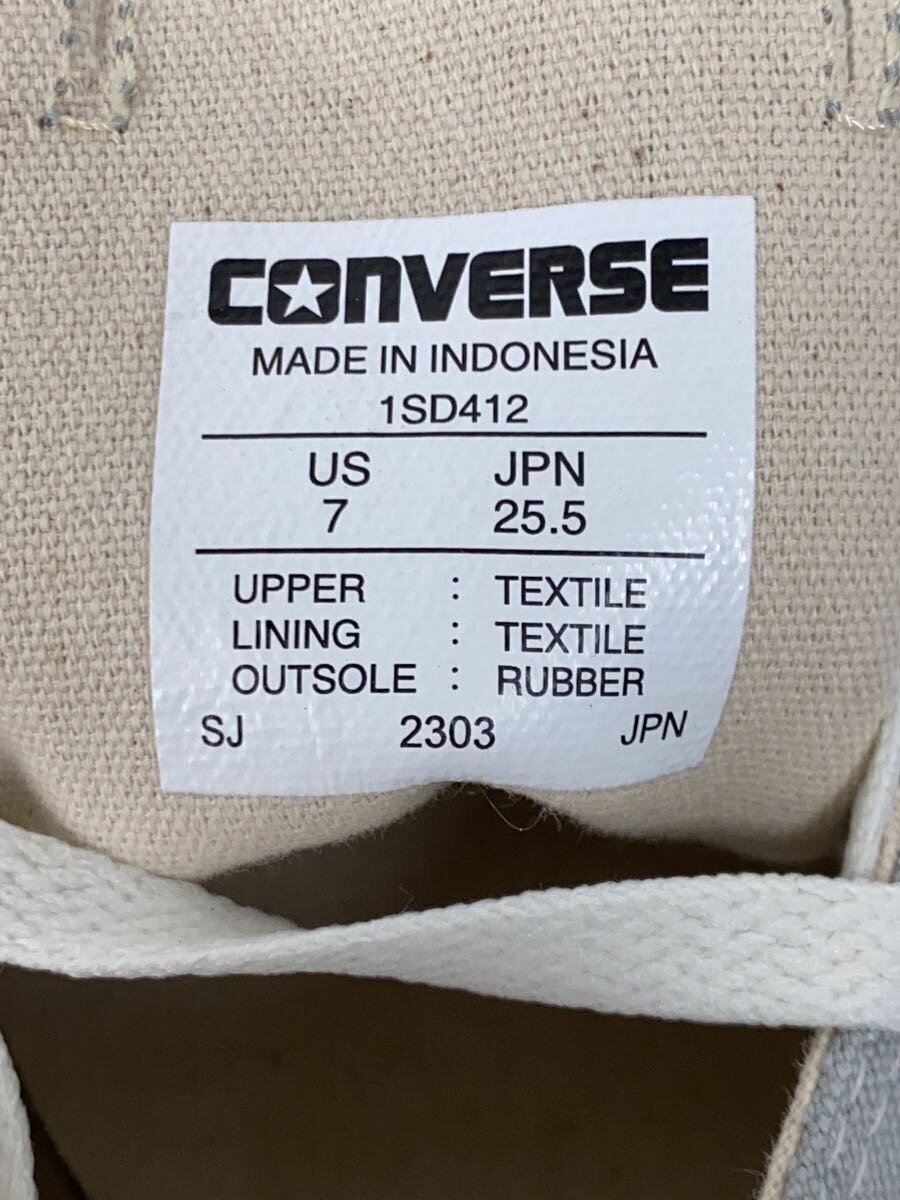 CONVERSE
MADE IN INDONESIA
1SD412
US JPN
7 25.5
UPPER : TEXTILE
LINING : TEXTILE
OUTSOLE : RUBBER
SJ 2303 JPN